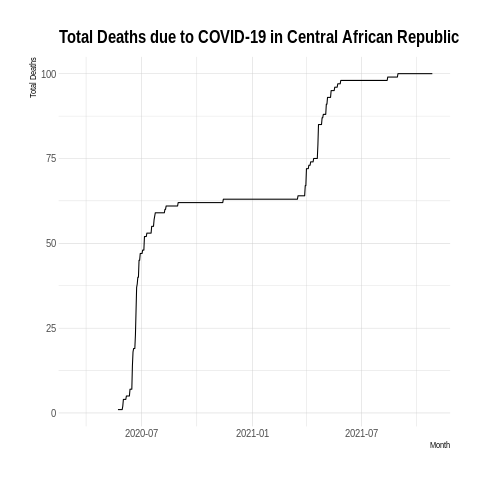 Total Deaths due to COVID-19 in Central African Republic
Total Deaths
100
75
50
25
0
2020-07 2021-01 2021-07
Month